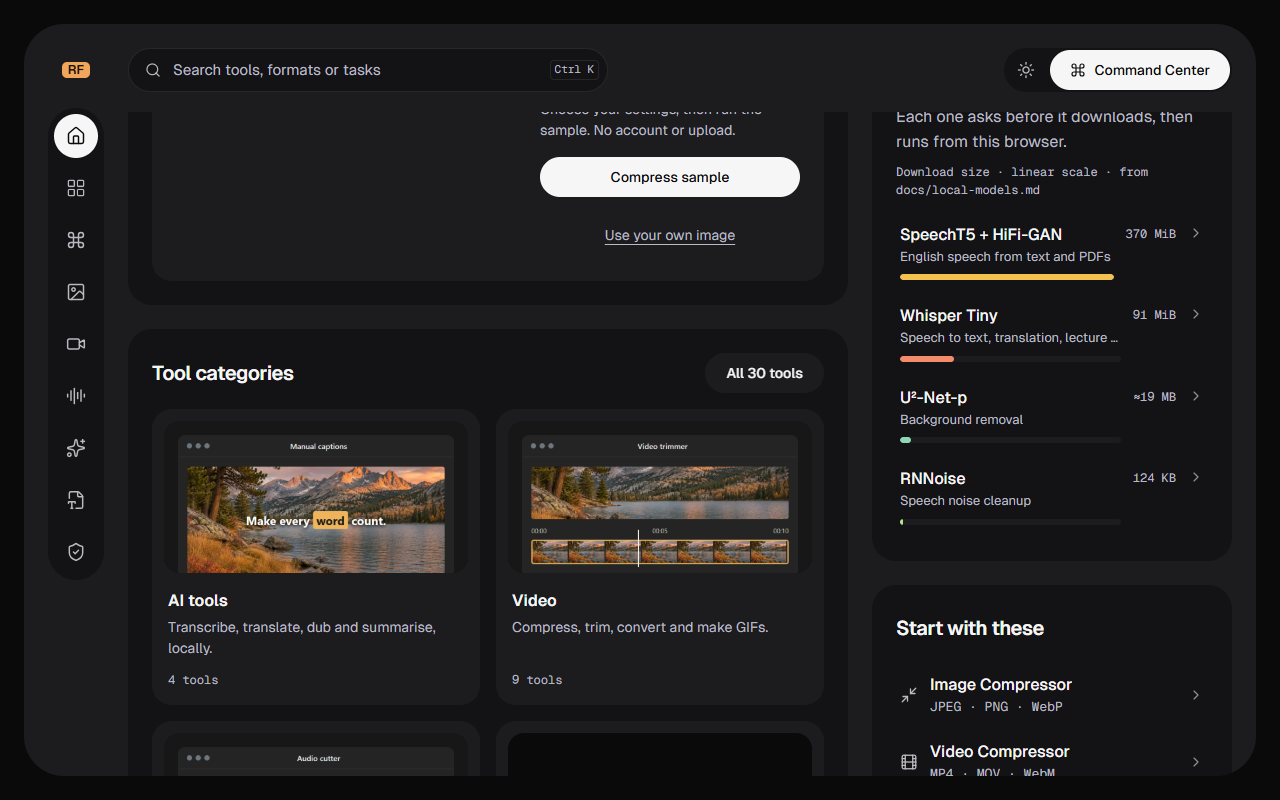 RF
Search tools, formats or tasks
Ctrl K
Command Center
Choose your settings, then run the
sample. No account or upload.
Compress sample
Use your own image
Tool categories
All 30 tools
Manual captions
Make every word count.
AI tools
Transcribe, translate, dub and summarise,
locally.
4 tools
Video trimmer
00:00
00:05
00:10
Video
Compress, trim, convert and make GIFs.
9 tools
Audio cutter
Each one asks before it downloads, then
runs from this browser.
Download size · linear scale · from
docs/local-models.md
SpeechT5 + HiFi-GAN
370 MiB
English speech from text and PDFs
Whisper Tiny
91 MiB
Speech to text, translation, lecture …
U²-Net-p
≈19 MB
Background removal
RNNoise
124 KB
Speech noise cleanup
Start with these
Image Compressor
JPEG · PNG · WebP
Video Compressor
MP4 · MOV · WebM